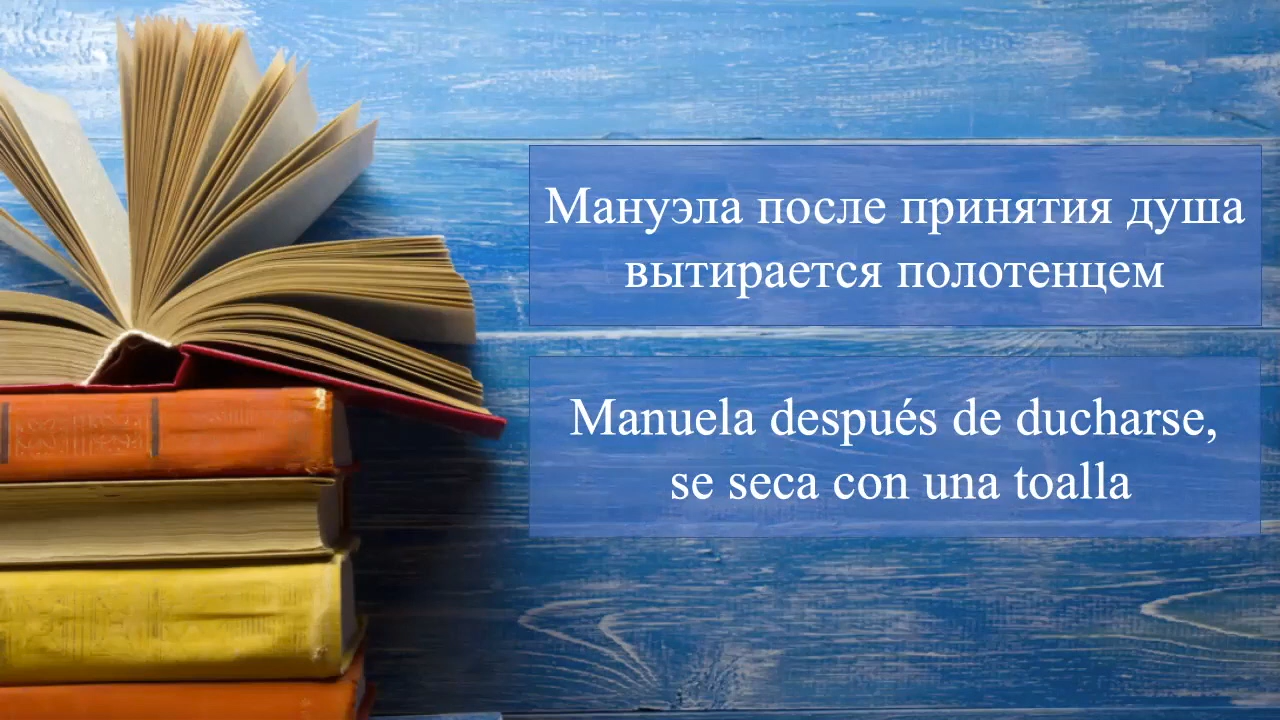 Мануэла после принятия душа
вытирается полотенцем
Manuela después de ducharse,
se seca con una toalla